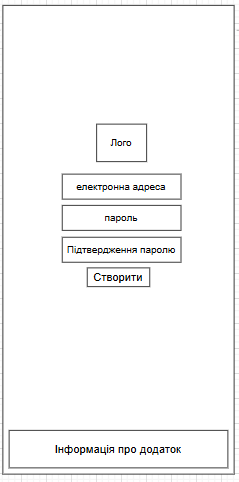 Лого
електронна адреса
пароль
Підтвердження паролю
Створити
Інформація про додаток